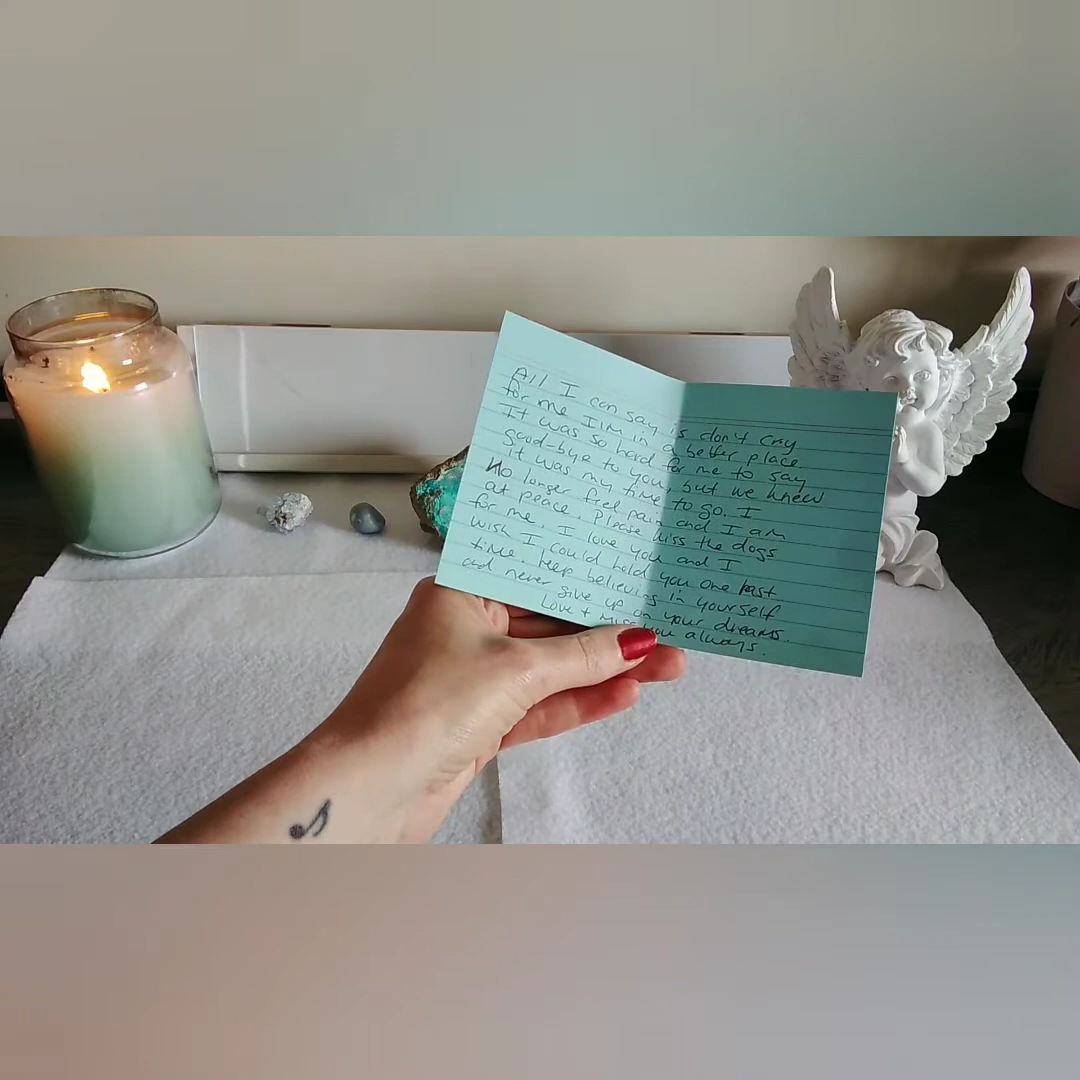 All I can say is don't cry
for me I'm in a better place.
It was so hard for me to say
good-bye to you but we knew
it was my time to go. I
No longer feel pain and I am
at peace. Please kiss the dogs
for me. I love you and I
wish I could hold you one last
time. keep believing in yourself
and never give up on your dreams.
Love + Miss you always.